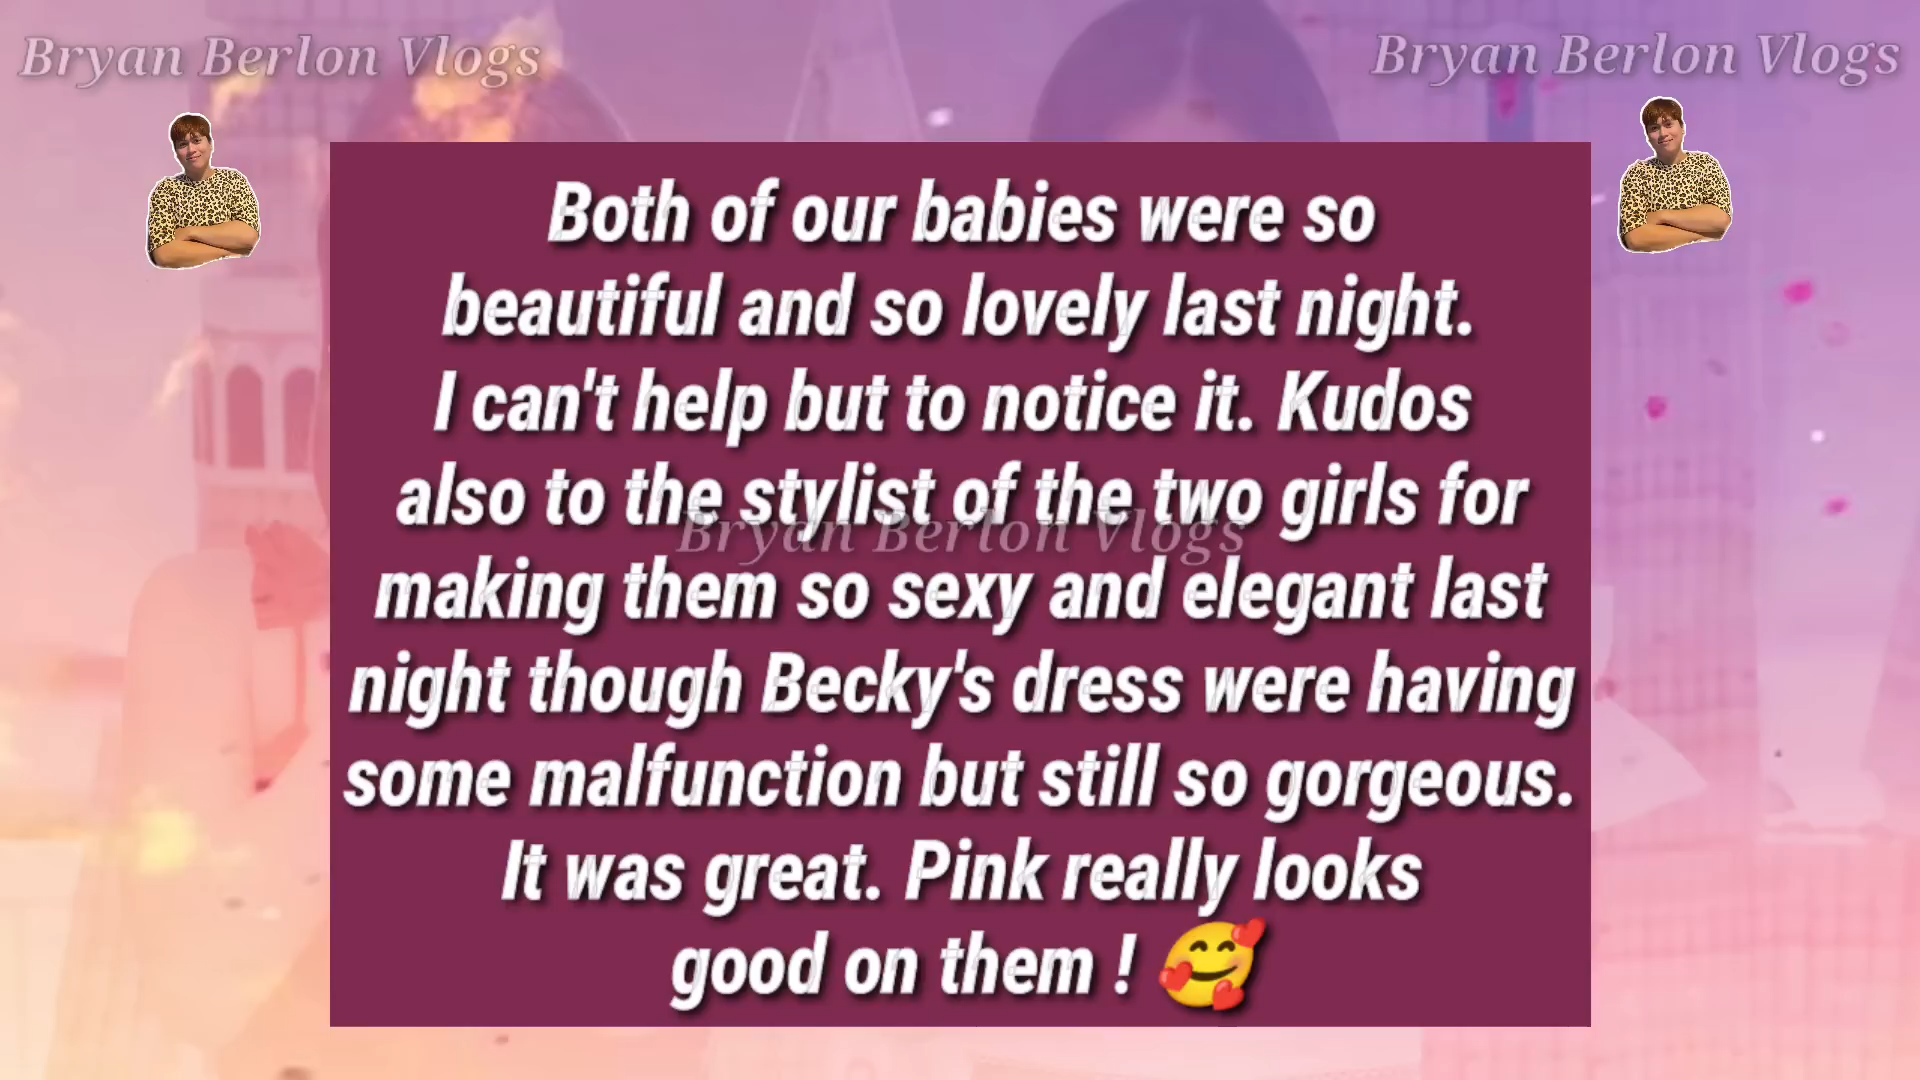 Bryan Berlon Vlogs
Bryan Berlon Vlogs
Both of our babies were so
beautiful and so lovely last night.
I can't help but to notice it. Kudos
also to the stylist of the two girls for
Bryan Berlon Vlogs
making them so sexy and elegant last
night though Becky's dress were having
some malfunction but still so gorgeous.
It was great. Pink really looks
good on them ! 🥰